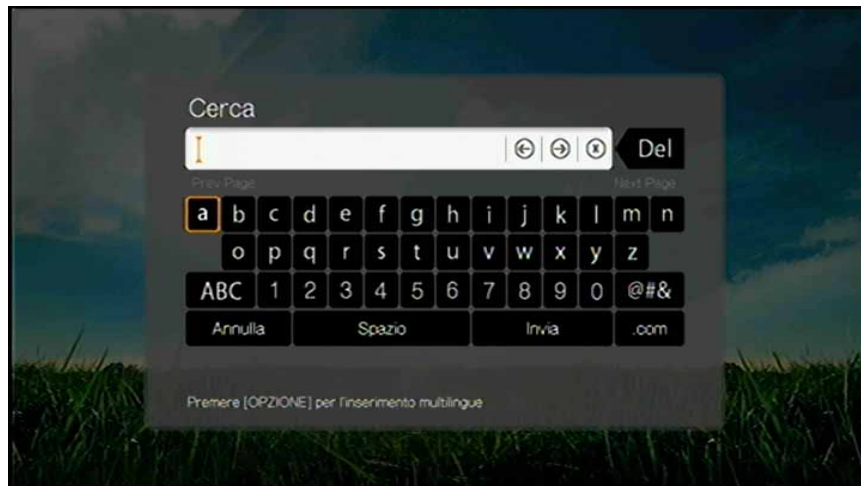 Cerca
Del
Prev Page Next Page
a b c d e f g h i j k l m n
o p q r s t u v w x y z
ABC 1 2 3 4 5 6 7 8 9 0 @#&
Annulla Spazio Invia .com
Premere [OPZIONE] per l'inserimento multilingue